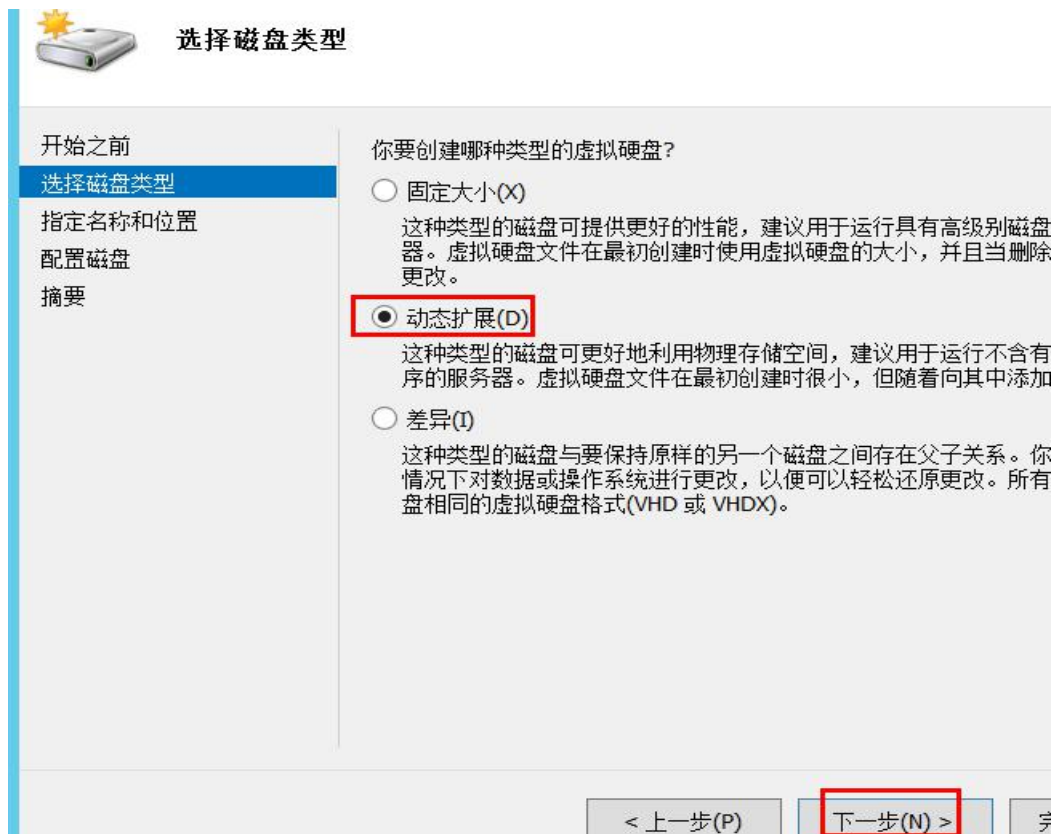 选择磁盘类型
开始之前
选择磁盘类型
指定名称和位置
配置磁盘
摘要
你要创建哪种类型的虚拟硬盘?
固定大小(X)
这种类型的磁盘可提供更好的性能，建议用于运行具有高级别磁盘
器。虚拟硬盘文件在最初创建时使用虚拟硬盘的大小，并且当删除
更改。
动态扩展(D)
这种类型的磁盘可更好地利用物理存储空间，建议用于运行不含有
序的服务器。虚拟硬盘文件在最初创建时很小，但随着向其中添加
差异(I)
这种类型的磁盘与要保持原样的另一个磁盘之间存在父子关系。你
情况下对数据或操作系统进行更改，以便可以轻松还原更改。所有
盘相同的虚拟硬盘格式(VHD 或 VHDX)。
< 上一步(P)
下一步(N) >
完